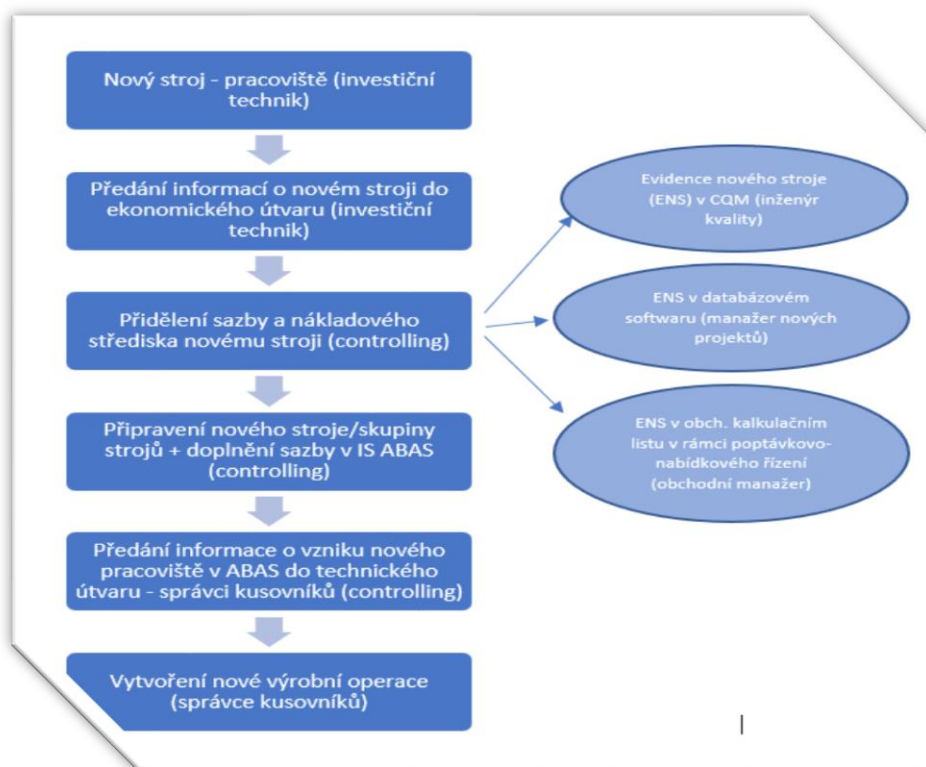 Nový stroj - pracoviště (investiční
technik)
Předání informací o novém stroji do
ekonomického útvaru (investiční
technik)
Přidělení sazby a nákladového
střediska novému stroji (controlling)
Připravení nového stroje/skupiny
strojů + doplnění sazby v IS ABAS
(controlling)
Předání informace o vzniku nového
pracoviště v ABAS do technického
útvaru - správci kusovníků (controlling)
Vytvoření nové výrobní operace
(správce kusovníků)
Evidence nového stroje
(ENS) v CQM (inženýr
kvality)
ENS v databázovém
softwaru (manažer nových
projektů)
ENS v obch. kalkulačním
listu v rámci poptávkovo-
nabídkového řízení
(obchodní manažer)